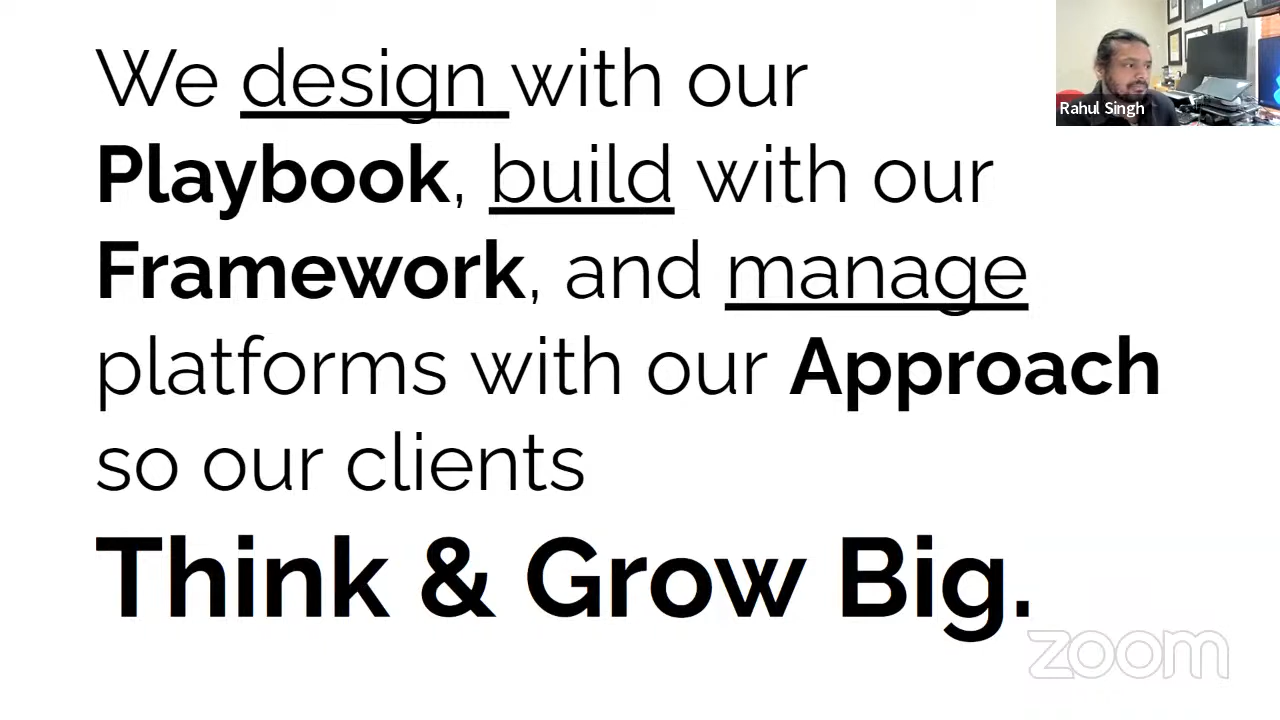 We design with our
Playbook, build with our
Framework, and manage
platforms with our Approach
so our clients
Think & Grow Big.
Rahul Singh
zoom